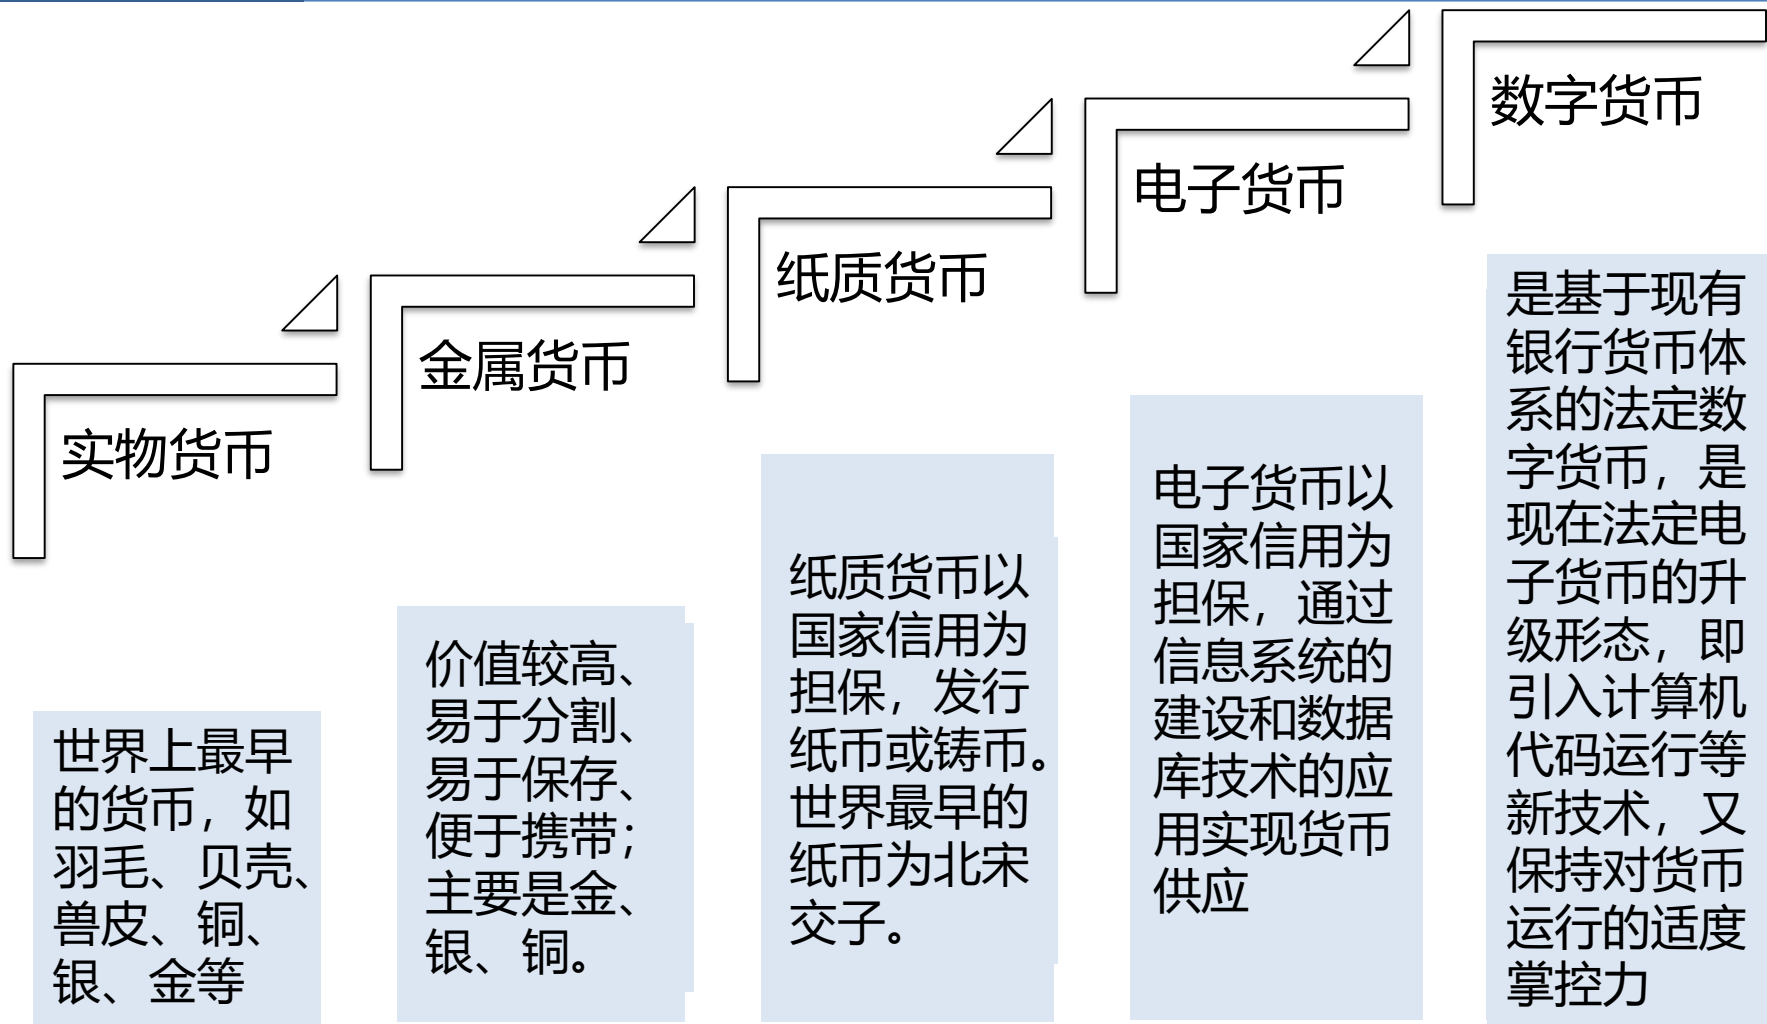 实物货币
世界上最早
的货币，如
羽毛、贝壳、
兽皮、铜、
银、金等
金属货币
价值较高、
易于分割、
易于保存、
便于携带；
主要是金、
银、铜。
纸质货币
纸质货币以
国家信用为
担保，发行
纸币或铸币。
世界最早的
纸币为北宋
交子。
电子货币
电子货币以
国家信用为
担保，通过
信息系统的
建设和数据
库技术的应
用实现货币
供应
数字货币
是基于现有
银行货币体
系的法定数
字货币，是
现在法定电
子货币的升
级形态，即
引入计算机
代码运行等
新技术，又
保持对货币
运行的适度
掌控力